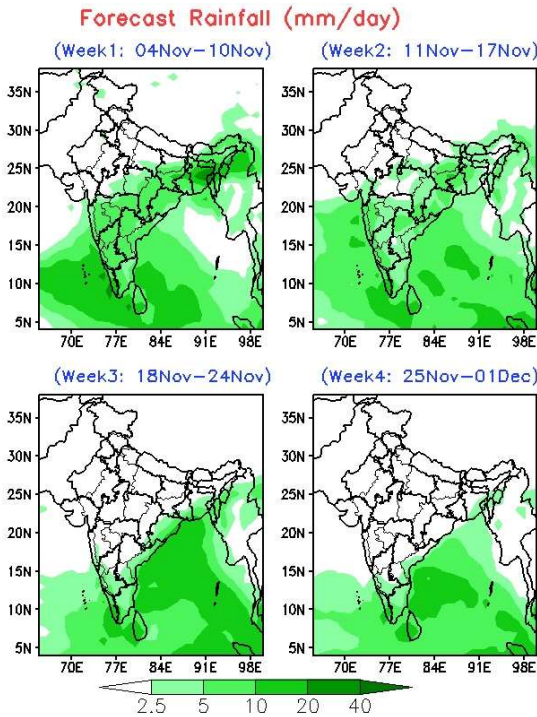 Forecast Rainfall (mm/day)
(Week1: 04Nov−10Nov)
(Week2: 11Nov−17Nov)
35N
30N
25N
20N
15N
10N
5N
70E 77E 84E 91E 98E
35N
30N
25N
20N
15N
10N
5N
70E 77E 84E 91E 98E
(Week3: 18Nov−24Nov)
(Week4: 25Nov−01Dec)
35N
30N
25N
20N
15N
10N
5N
70E 77E 84E 91E 98E
35N
30N
25N
20N
15N
10N
5N
70E 77E 84E 91E 98E
2.5 5 10 20 40